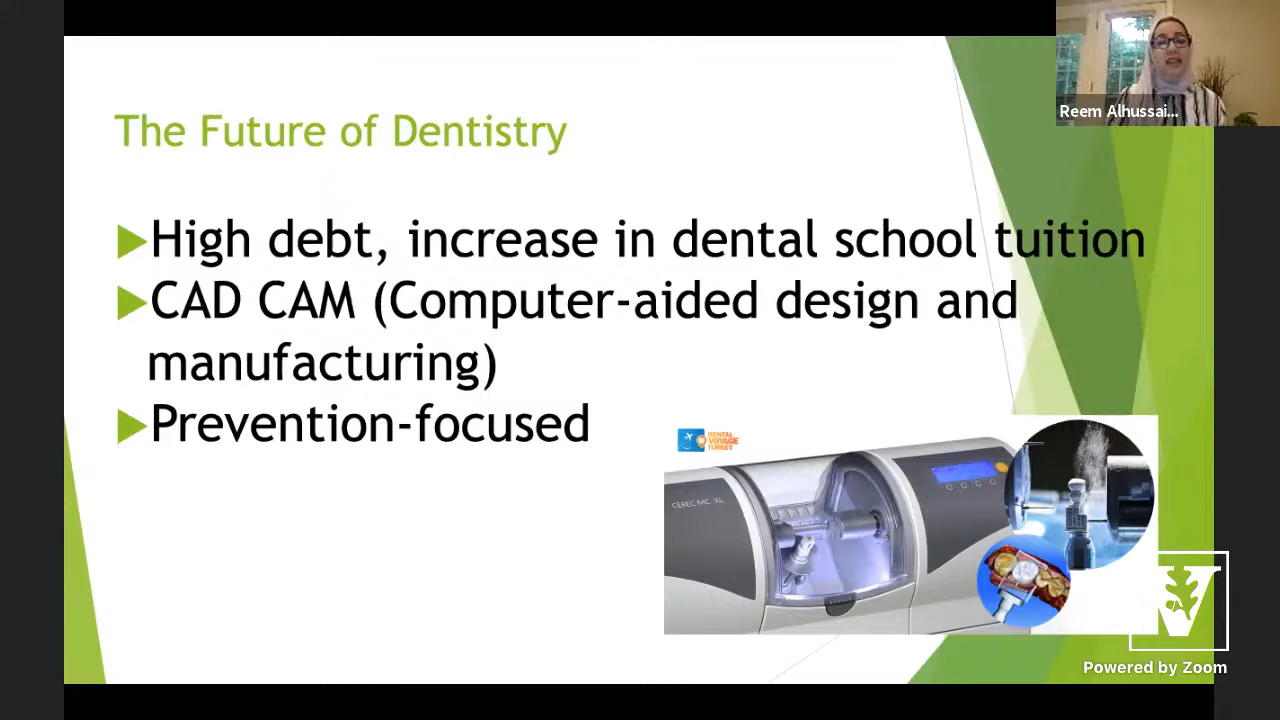 The Future of Dentistry
Reem Alhussai...
High debt, increase in dental school tuition
CAD CAM (Computer-aided design and
manufacturing)
Prevention-focused
DENTAL
VOYAGE
TURKEY
CEREC MC XL
V
Powered by Zoom